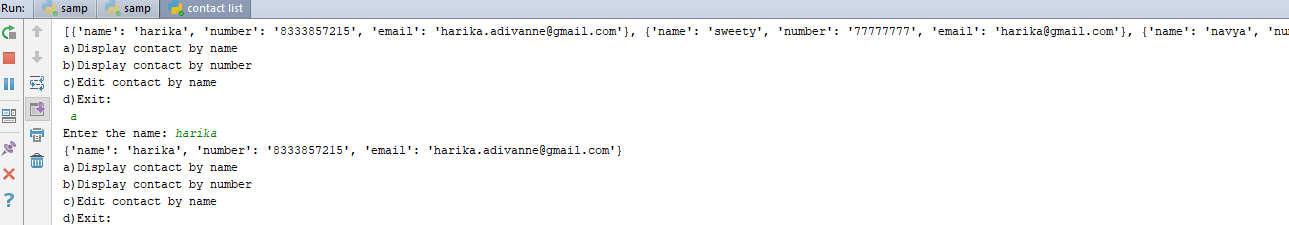 Run: samp samp contact list
[{'name': 'harika', 'number': '8333857215', 'email': 'harika.adivanne@gmail.com'}, {'name': 'sweety', 'number': '77777777', 'email': 'harika@gmail.com'}, {'name': 'navya',
a)Display contact by name
b)Display contact by number
c)Edit contact by name
d)Exit:
a
Enter the name: harika
{'name': 'harika', 'number': '8333857215', 'email': 'harika.adivanne@gmail.com'}
a)Display contact by name
b)Display contact by number
c)Edit contact by name
d)Exit: